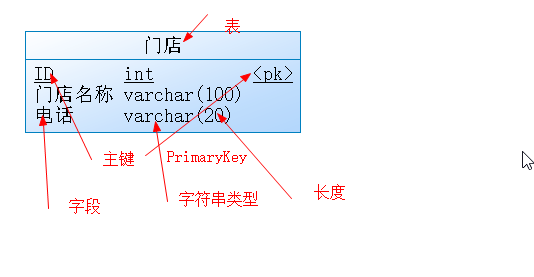 表
门店
ID int <pk>
门店名称 varchar(100)
电话 varchar(20)
主键 PrimaryKey
字段 字符串类型 长度